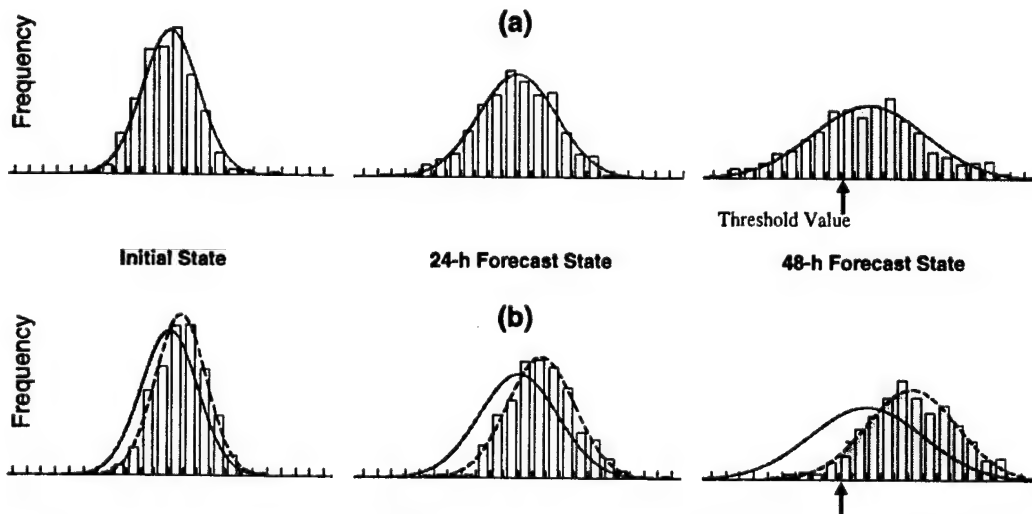 (a)
Frequency
Threshold Value
Initial State
24-h Forecast State
48-h Forecast State
(b)
Frequency